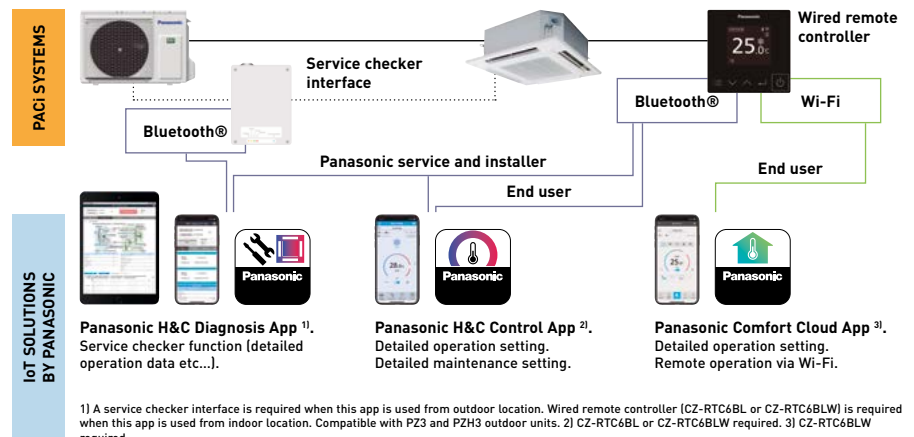 PACi SYSTEMS
Panasonic
Service checker
interface
Panasonic
25.0c
Wired remote
controller
Bluetooth®
Bluetooth®
Wi-Fi
Panasonic service and installer
End user
End user
IoT SOLUTIONS
BY PANASONIC
Panasonic
28.0
Panasonic
25
Panasonic
Panasonic H&C Diagnosis App 1).
Service checker function (detailed
operation data etc...).
Panasonic H&C Control App 2).
Detailed operation setting.
Detailed maintenance setting.
Panasonic Comfort Cloud App 3).
Detailed operation setting.
Remote operation via Wi-Fi.
1) A service checker interface is required when this app is used from outdoor location. Wired remote controller (CZ-RTC6BL or CZ-RTC6BLW) is required
when this app is used from indoor location. Compatible with PZ3 and PZH3 outdoor units. 2) CZ-RTC6BL or CZ-RTC6BLW required. 3) CZ-RTC6BLW
required